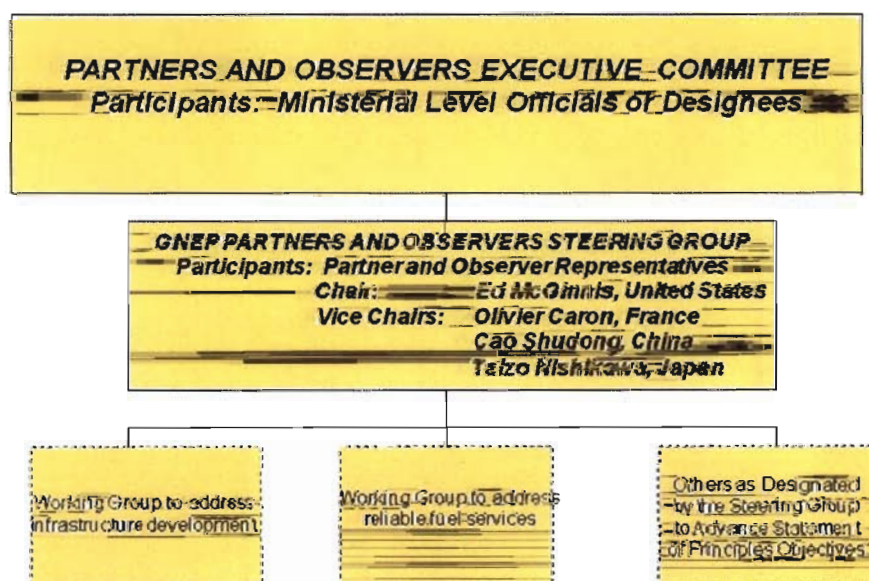 PARTNERS AND OBSERVERS EXECUTIVE COMMITTEE
Participants: Ministerial Level Officials or Designees
GNEP PARTNERS AND OBSERVERS STEERING GROUP
Participants: Partner and Observer Representatives
Chair: Ed McGinnis, United States
Vice Chairs: Olivier Caron, France
Cao Shudong, China
Taizo Nishikawa, Japan
Working Group to address
infrastructure development
Working Group to address
reliable fuel services
Others as Designated
by the Steering Group
to Advance Statement
of Principles Objectives